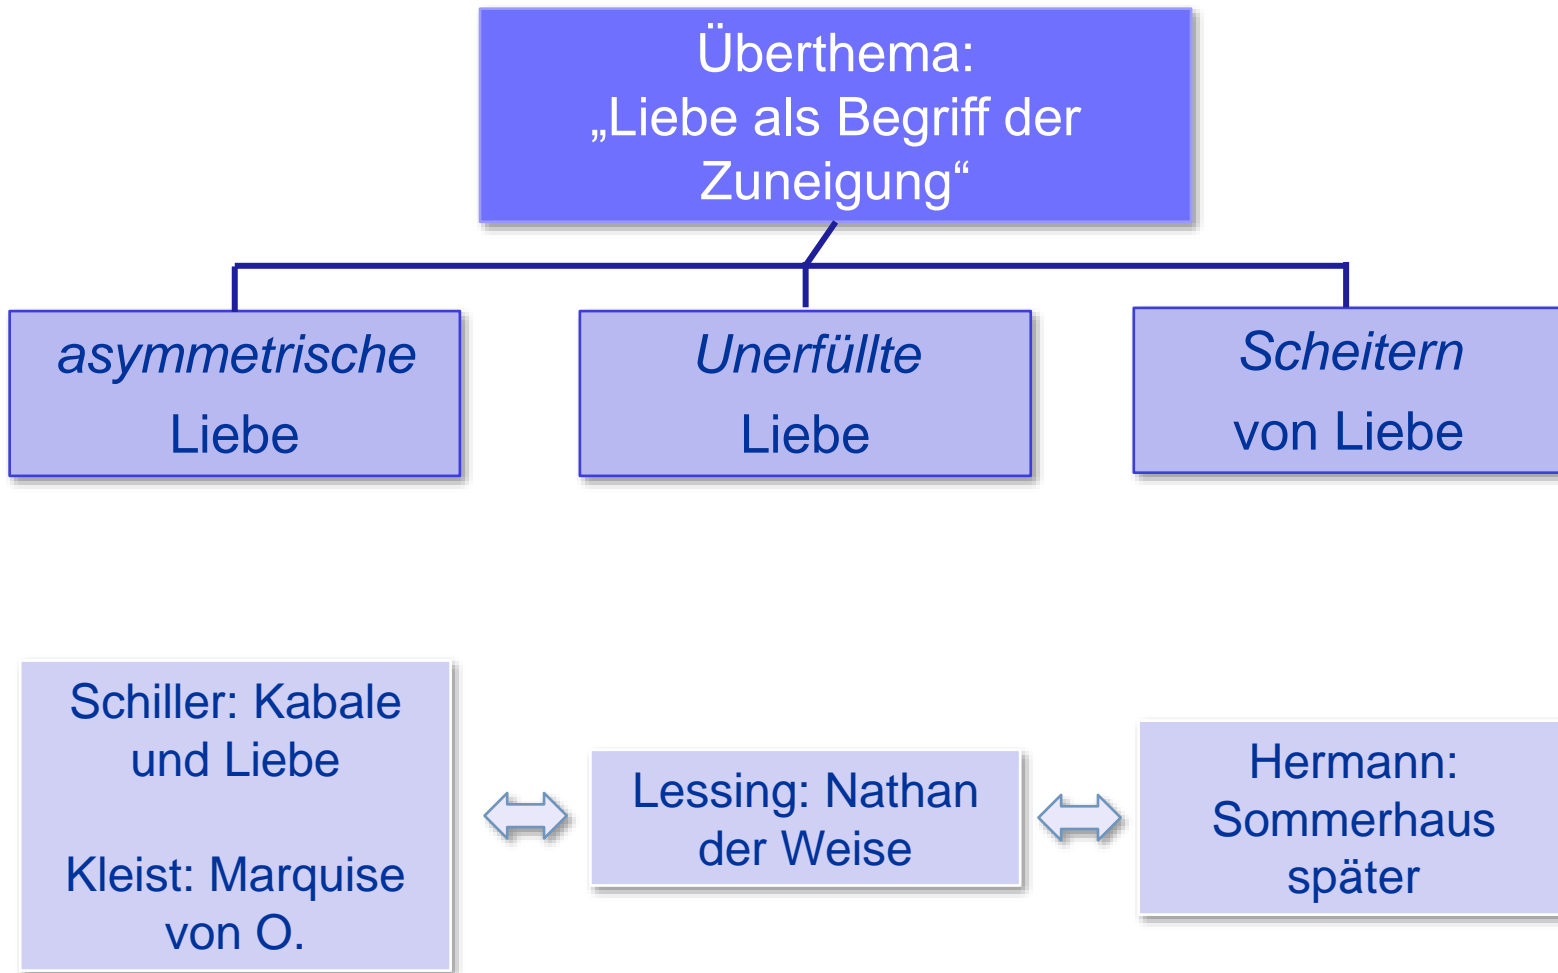 Überthema:
„Liebe als Begriff der
Zuneigung“
asymmetrische
Liebe
Unerfüllte
Liebe
Scheitern
von Liebe
Schiller: Kabale
und Liebe
Kleist: Marquise
von O.
Lessing: Nathan
der Weise
Hermann:
Sommerhaus
später